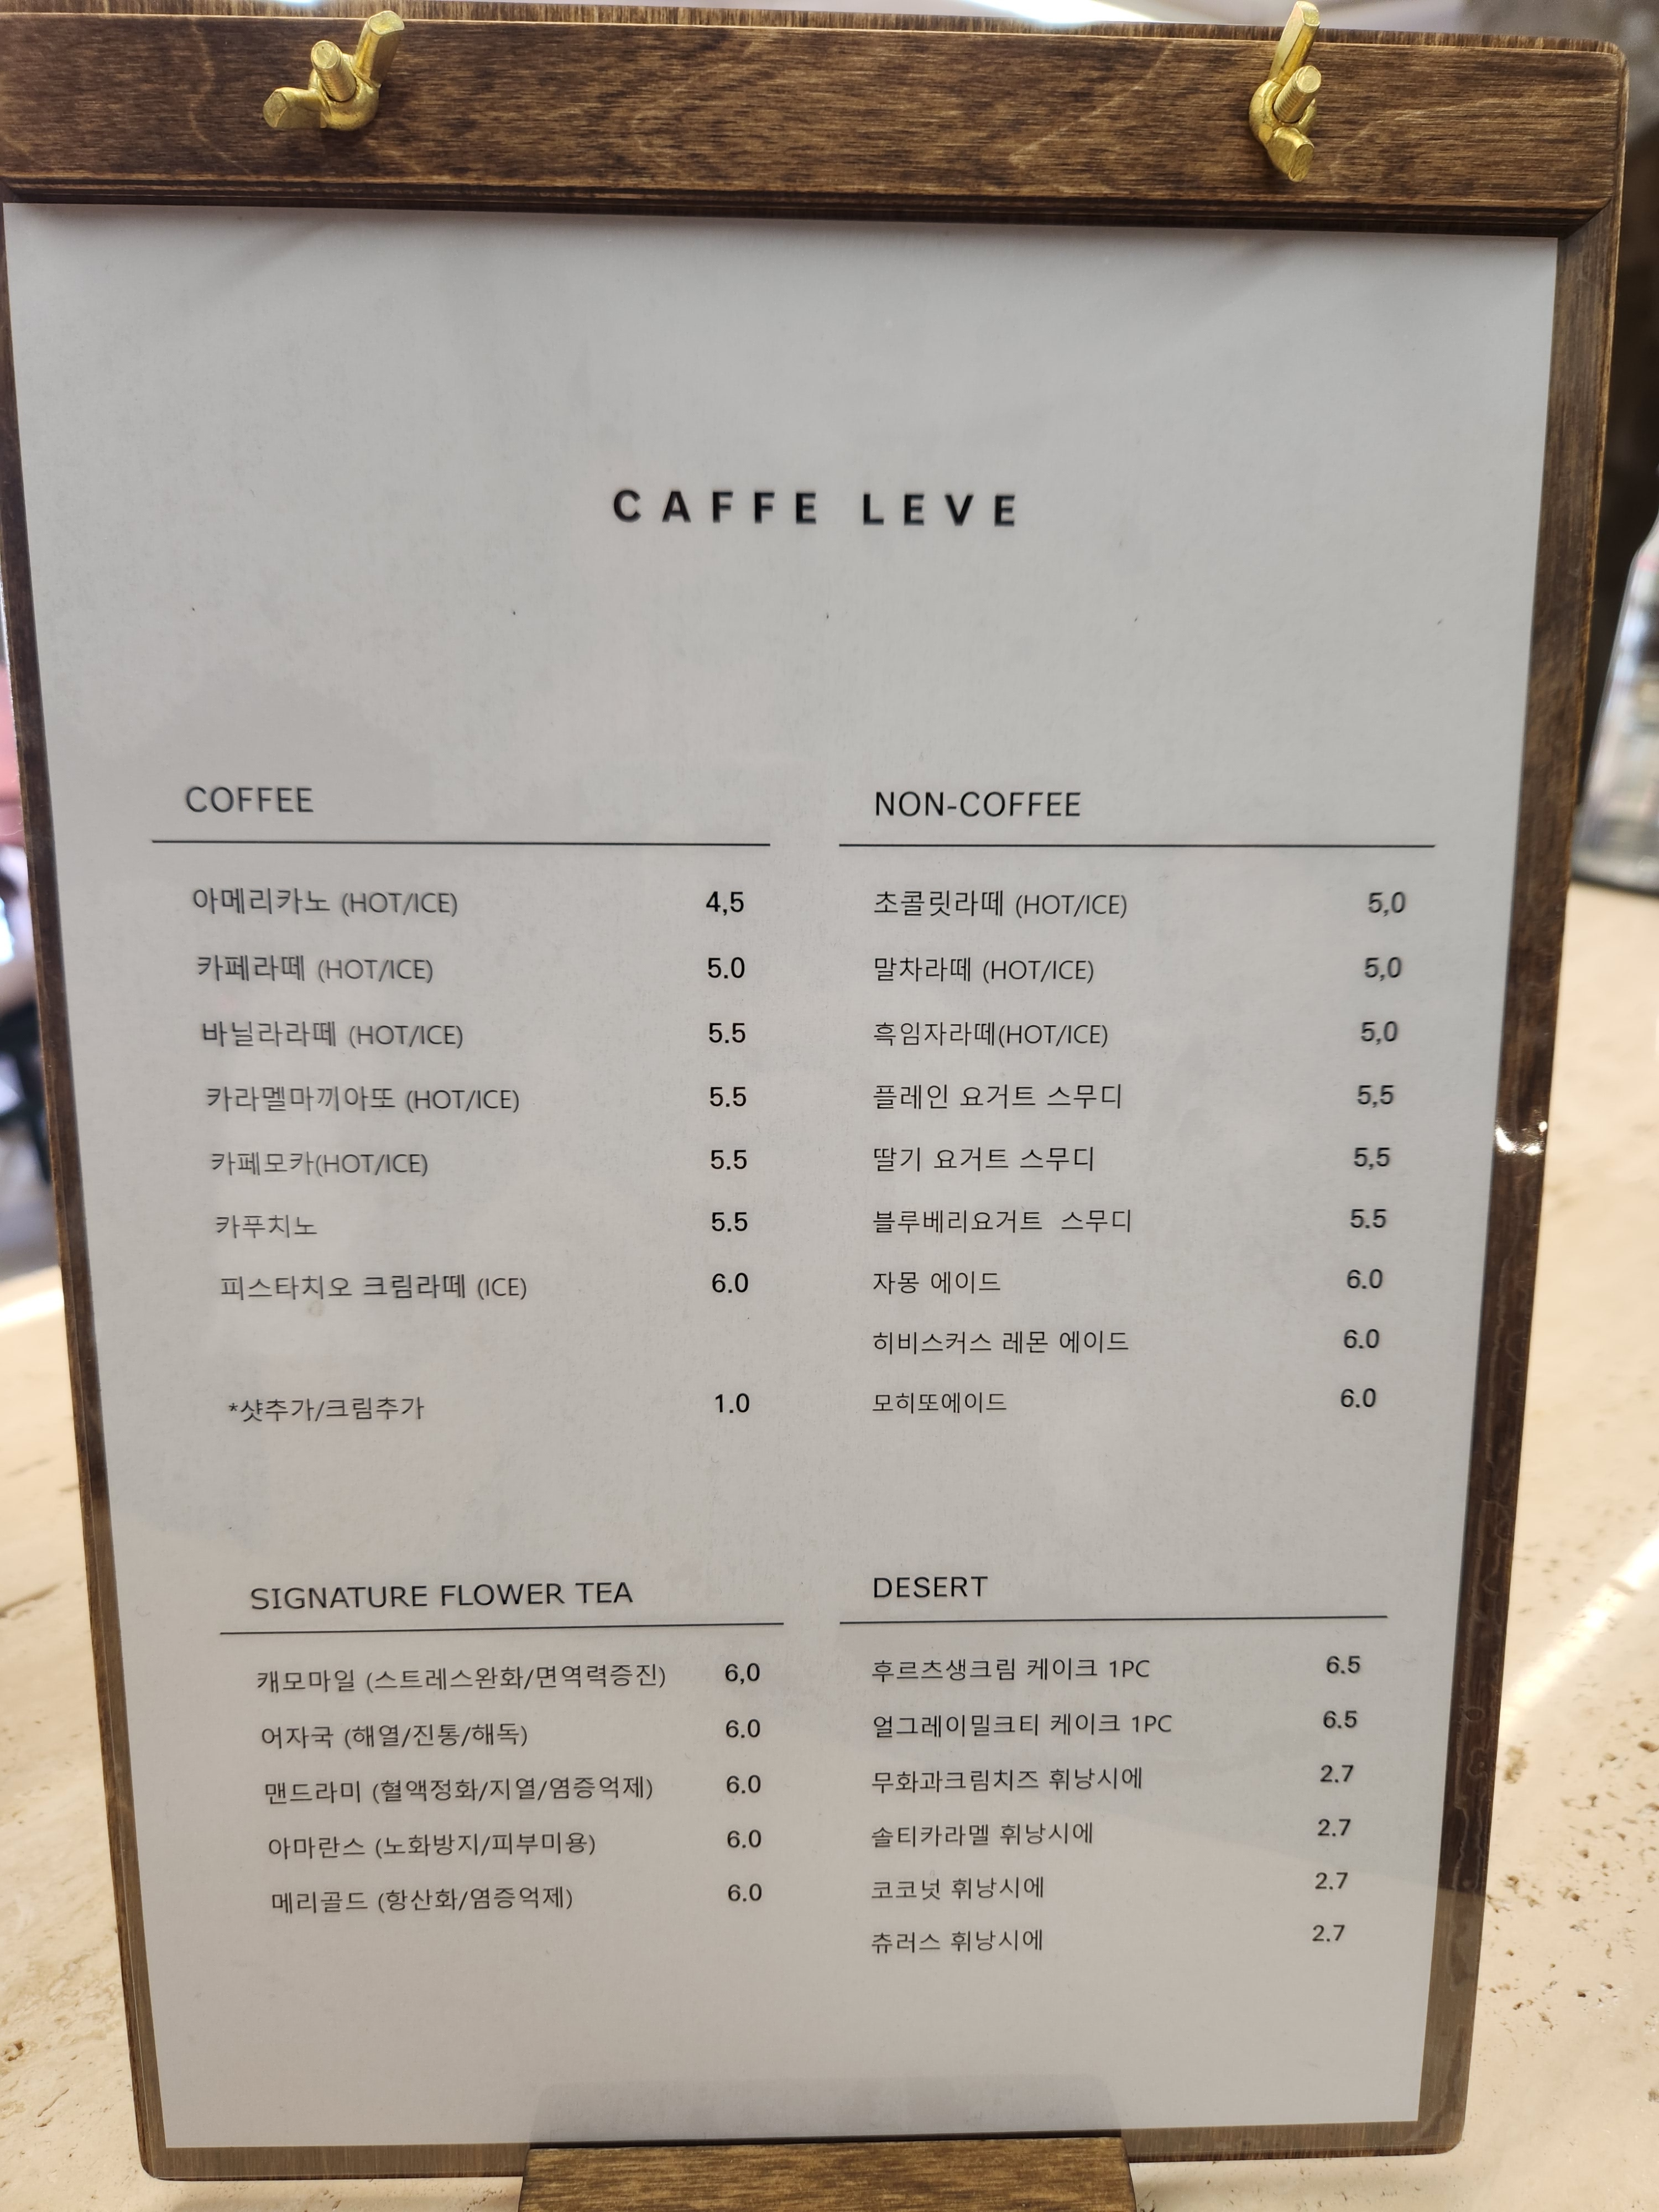 CAFFE LEVE
COFFEE
아메리카노 (HOT/ICE) 4,5
카페라떼 (HOT/ICE) 5.0
바닐라라떼 (HOT/ICE) 5.5
카라멜마끼아또 (HOT/ICE) 5.5
카페모카(HOT/ICE) 5.5
카푸치노 5.5
피스타치오 크림라떼 (ICE) 6.0
*샷추가/크림추가 1.0
NON-COFFEE
초콜릿라떼 (HOT/ICE) 5,0
말차라떼 (HOT/ICE) 5,0
흑임자라떼(HOT/ICE) 5,0
플레인 요거트 스무디 5,5
딸기 요거트 스무디 5,5
블루베리요거트 스무디 5.5
자몽 에이드 6.0
히비스커스 레몬 에이드 6.0
모히또에이드 6.0
SIGNATURE FLOWER TEA
캐모마일 (스트레스완화/면역력증진) 6,0
어자국 (해열/진통/해독) 6.0
맨드라미 (혈액정화/지열/염증억제) 6.0
아마란스 (노화방지/피부미용) 6.0
메리골드 (항산화/염증억제) 6.0
DESERT
후르츠생크림 케이크 1PC 6.5
얼그레이밀크티 케이크 1PC 6.5
무화과크림치즈 휘낭시에 2.7
솔티카라멜 휘낭시에 2.7
코코넛 휘낭시에 2.7
츄러스 휘낭시에 2.7